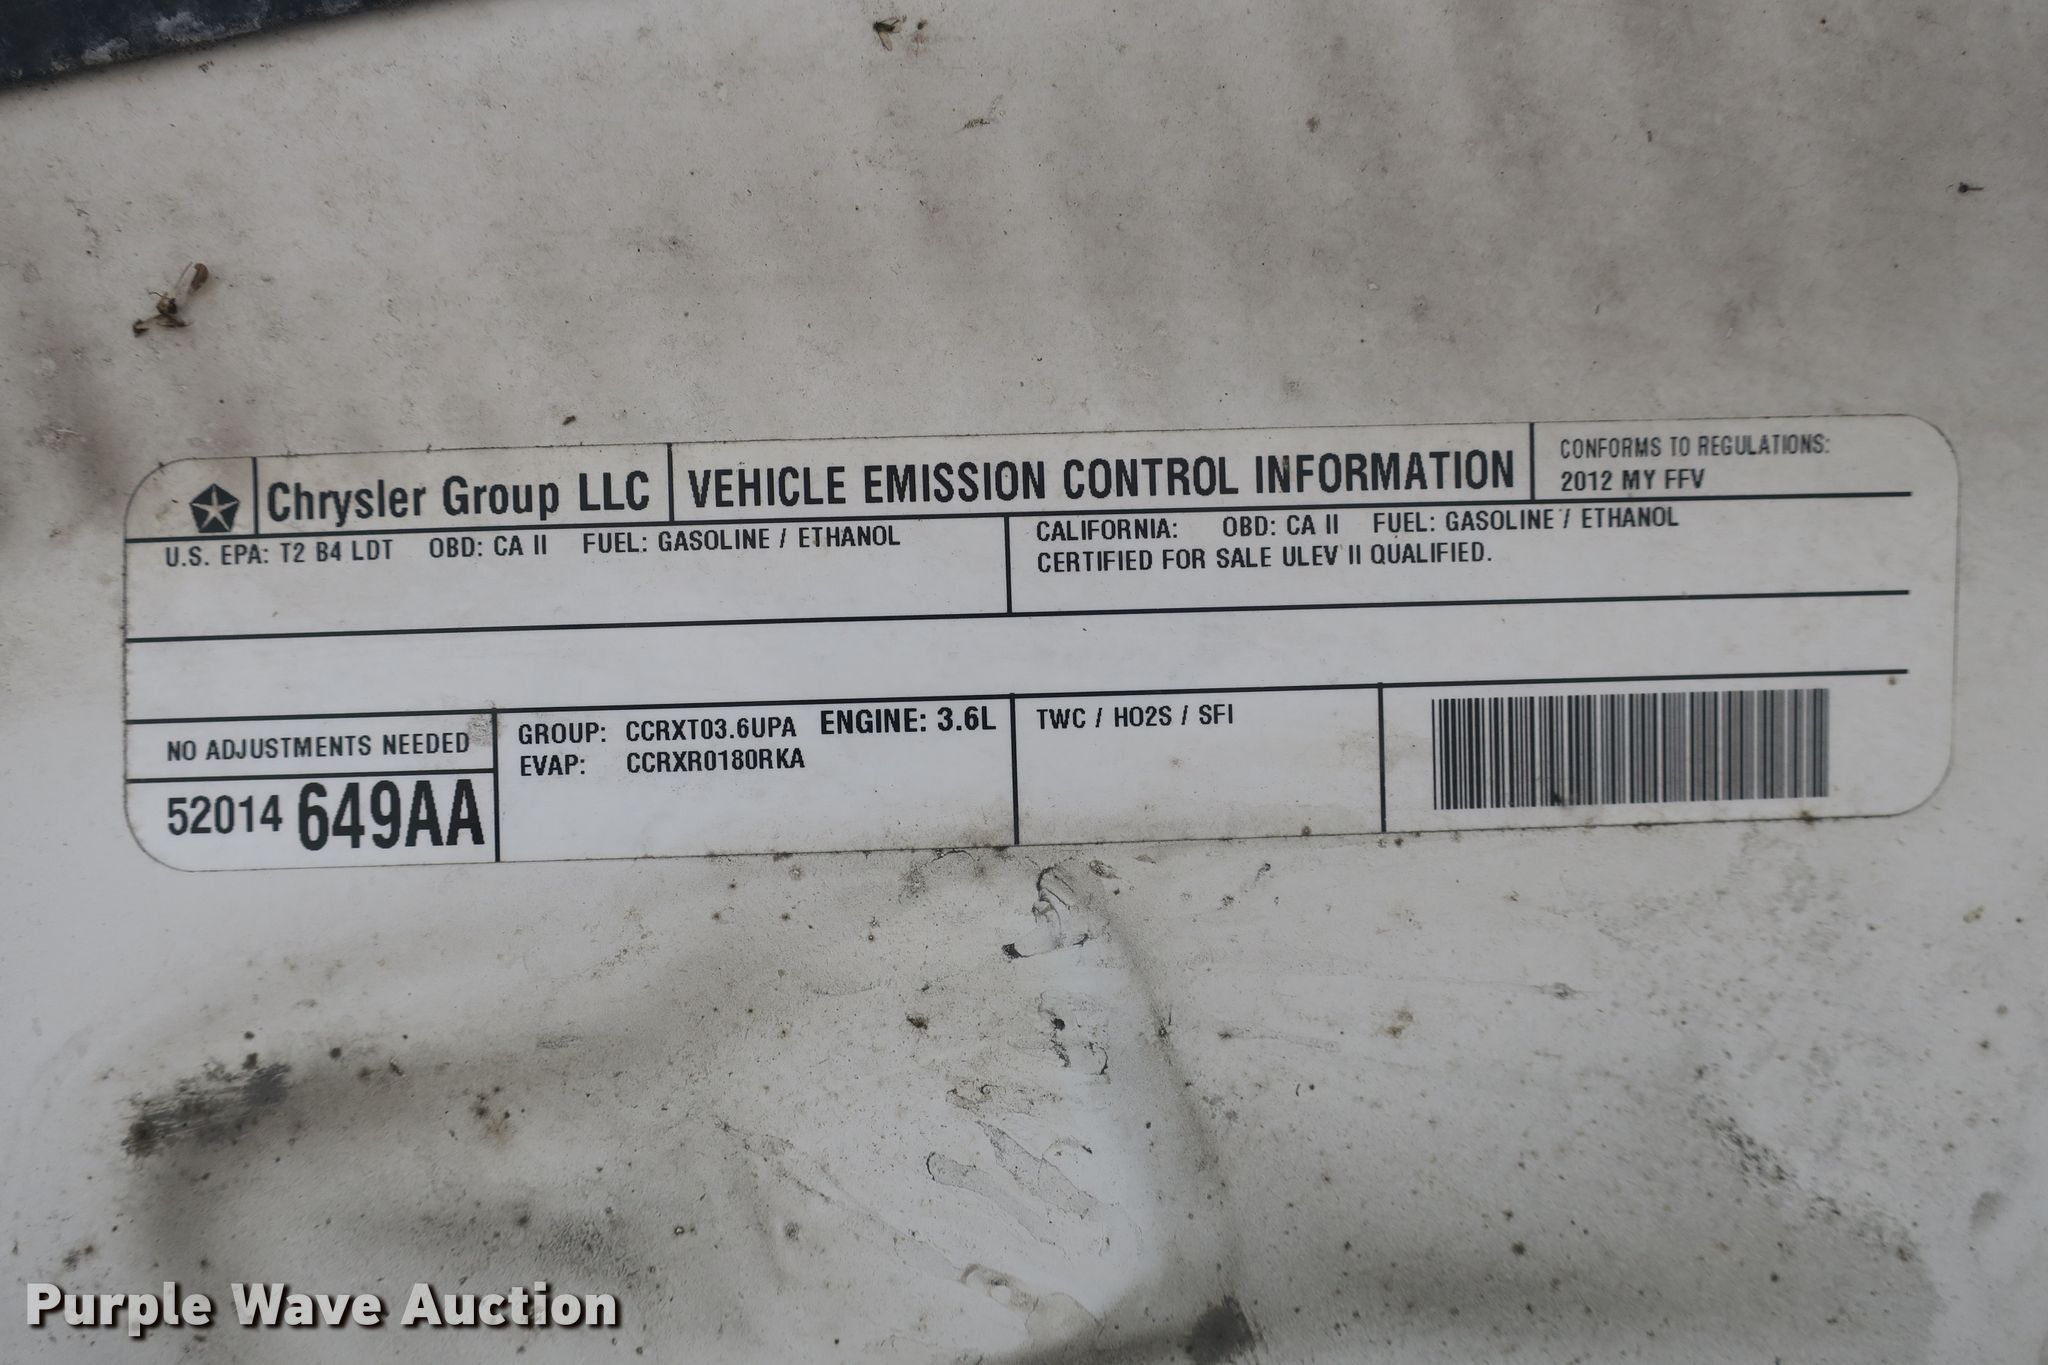 Chrysler Group LLC
VEHICLE EMISSION CONTROL INFORMATION
CONFORMS TO REGULATIONS:
2012 MY FFV
U.S. EPA: T2 B4 LDT OBD: CA II FUEL: GASOLINE / ETHANOL
CALIFORNIA: OBD: CA II FUEL: GASOLINE / ETHANOL
CERTIFIED FOR SALE ULEV II QUALIFIED.
NO ADJUSTMENTS NEEDED
52014 649AA
GROUP: CCRXT03.6UPA ENGINE: 3.6L
EVAP: CCRXR0180RKA
TWC / HO2S / SFI
Purple Wave Auction